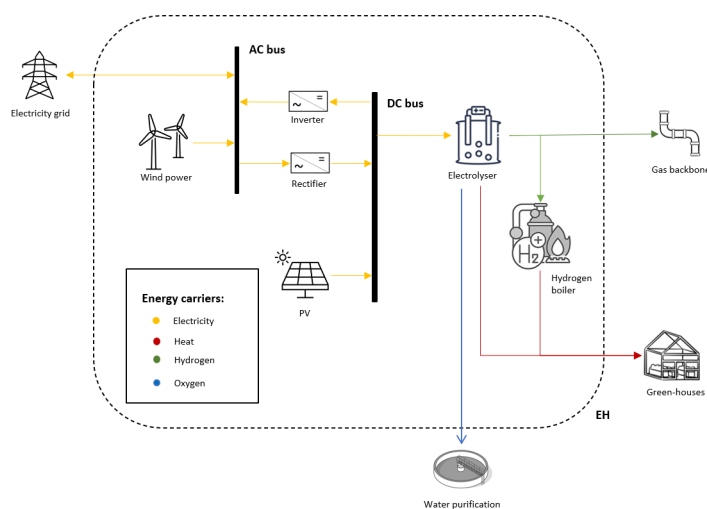 AC bus
DC bus
Electricity grid
Inverter
Wind power
Rectifier
Electrolyser
Gas backbone
H2
Hydrogen
boiler
PV
Energy carriers:
Electricity
Heat
Hydrogen
Oxygen
Green-houses
EH
Water purification